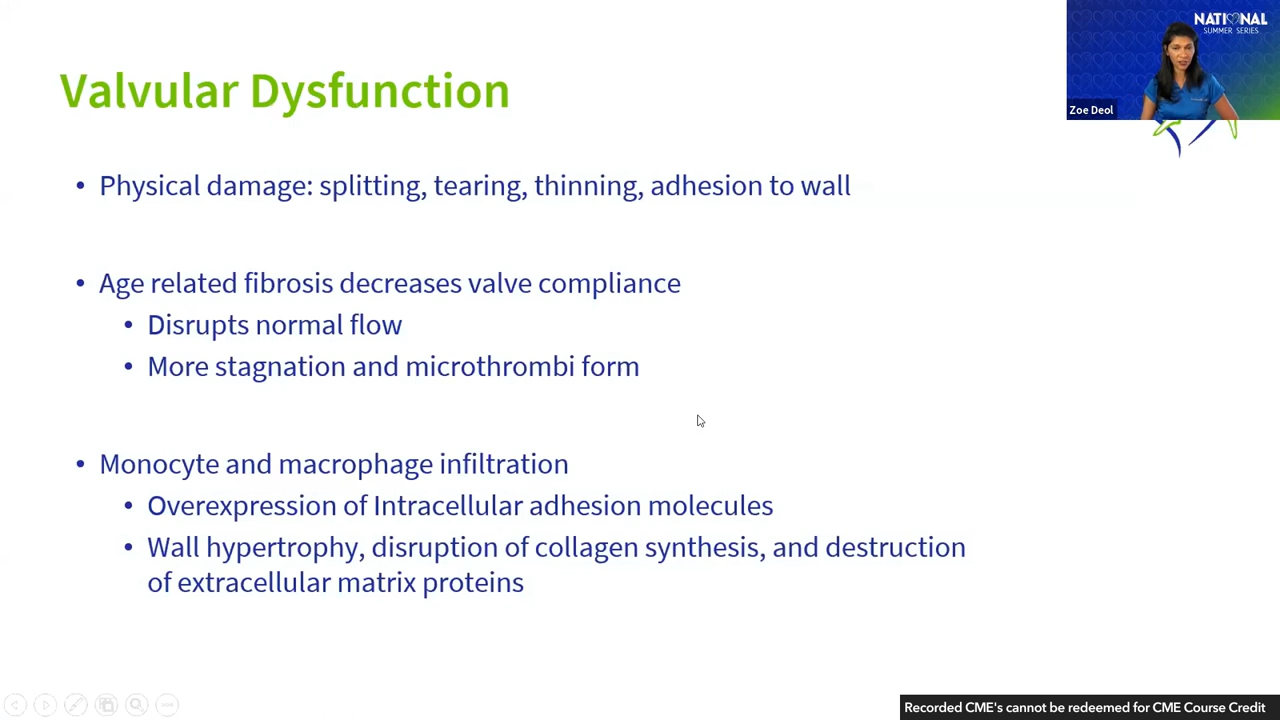 NATIONAL
SUMMER SERIES
Zoe Deol
Valvular Dysfunction
• Physical damage: splitting, tearing, thinning, adhesion to wall
• Age related fibrosis decreases valve compliance
• Disrupts normal flow
• More stagnation and microthrombi form
• Monocyte and macrophage infiltration
• Overexpression of Intracellular adhesion molecules
• Wall hypertrophy, disruption of collagen synthesis, and destruction
of extracellular matrix proteins
Recorded CME's cannot be redeemed for CME Course Credit